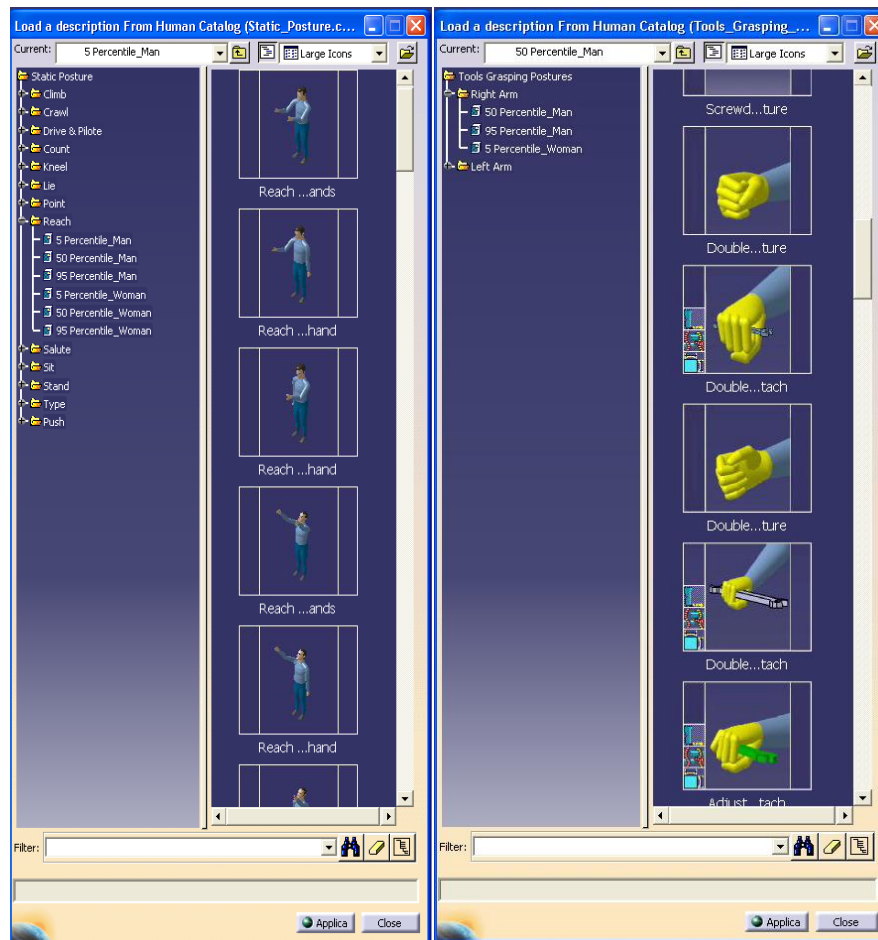 Load a description From Human Catalog (Static_Posture.c...
Current:
5 Percentile_Man
Large Icons
Static Posture
Climb
Crawl
Drive & Pilote
Count
Kneel
Lie
Point
Reach
5 Percentile_Man
50 Percentile_Man
95 Percentile_Man
5 Percentile_Woman
50 Percentile_Woman
95 Percentile_Woman
Salute
Sit
Stand
Type
Push
Reach ...ands
Reach ...hand
Reach ...hand
Reach ...ands
Reach ...hand
Filter:
Applica
Close
Load a description From Human Catalog (Tools_Grasping_...
Current:
50 Percentile_Man
Large Icons
Tools Grasping Postures
Right Arm
50 Percentile_Man
95 Percentile_Man
5 Percentile_Woman
Left Arm
Screwd...ture
Double...ture
Double...tach
Double...ture
Double...tach
Adjust...tach
Filter:
Applica
Close